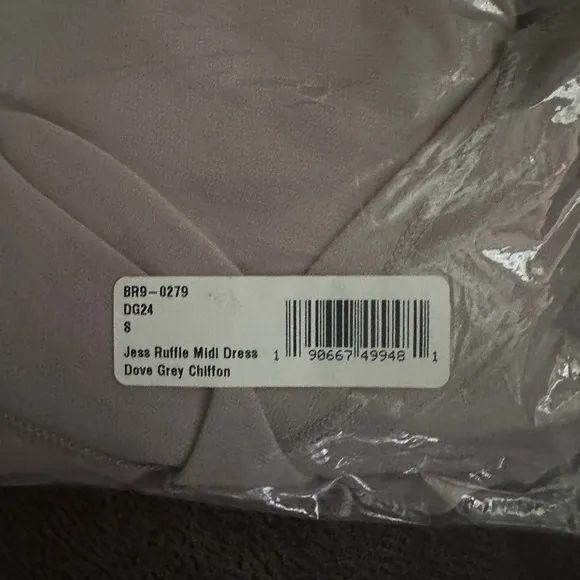 BR9-0279
DG24
S
Jess Ruffle Midi Dress
Dove Grey Chiffon
1 90667 49948 1